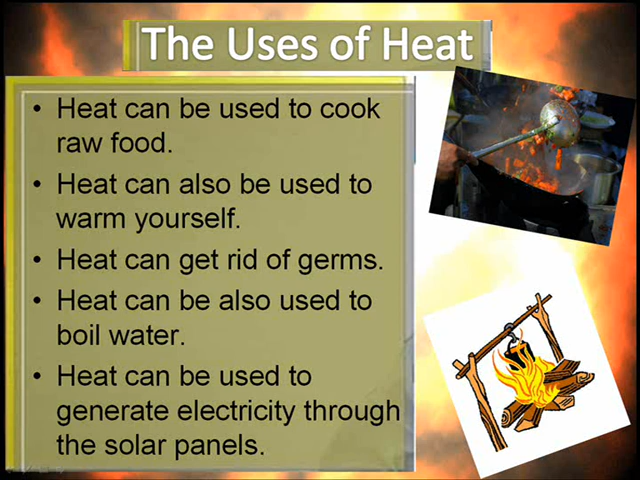 The Uses of Heat
• Heat can be used to cook
raw food.
• Heat can also be used to
warm yourself.
• Heat can get rid of germs.
• Heat can be also used to
boil water.
• Heat can be used to
generate electricity through
the solar panels.